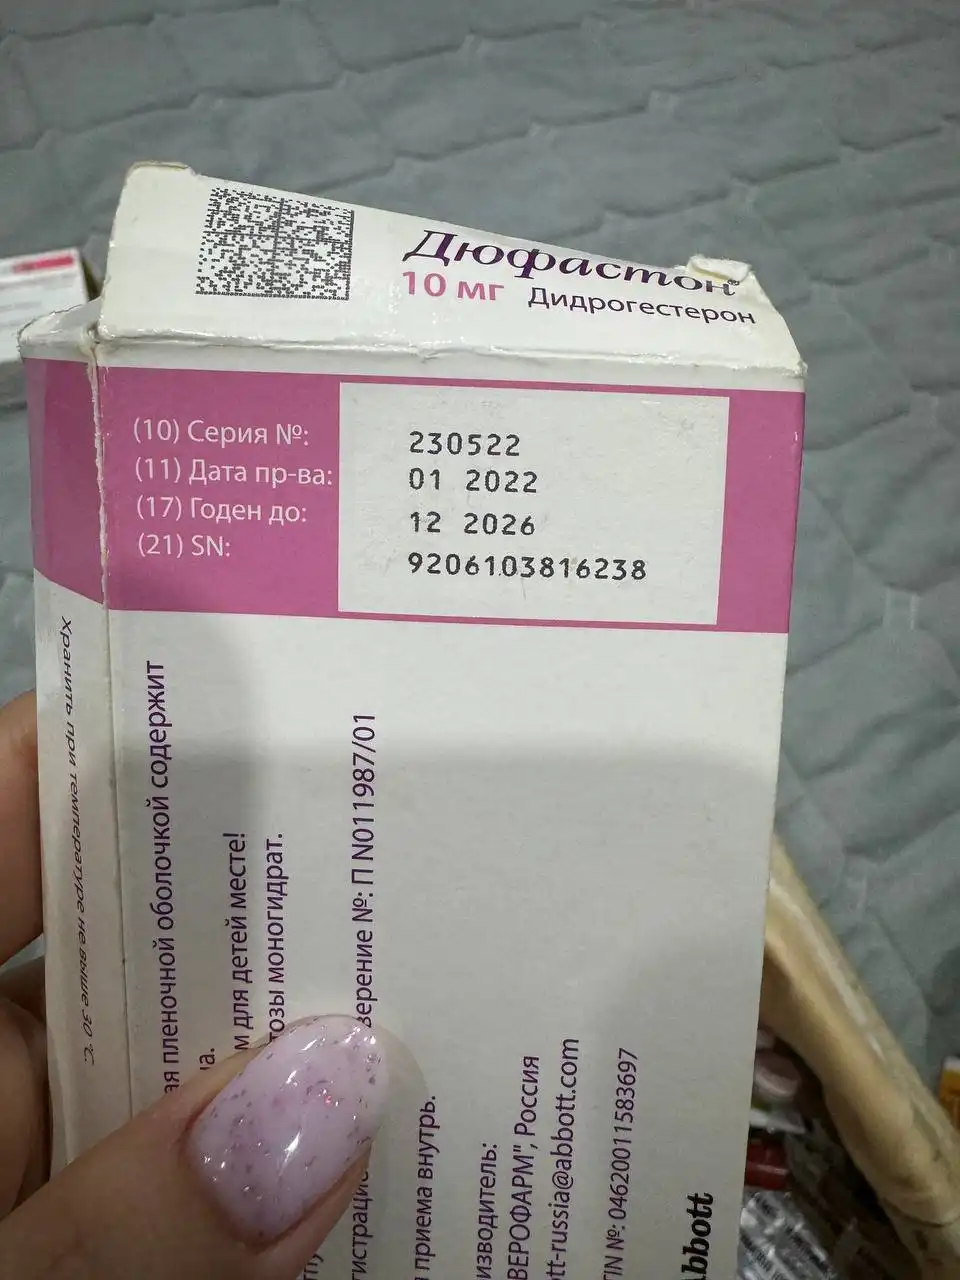 Дюфастон®
10 мг Дидрогестерон
(10) Серия №: 230522
(11) Дата пр-ва: 01 2022
(17) Годен до: 12 2026
(21) SN: 9206103816238
Хранить при температуре не выше 30 °С.
ая пленочной оболочкой содержит
на.
м для детей месте!
тозы моногидрат.
верение №: П N011987/01
гистрацио
приема внутрь.
изводитель:
ВЕРОФАРМ", Россия
tt-russia@abbott.com
TIN №: 04620011583697
Abbott